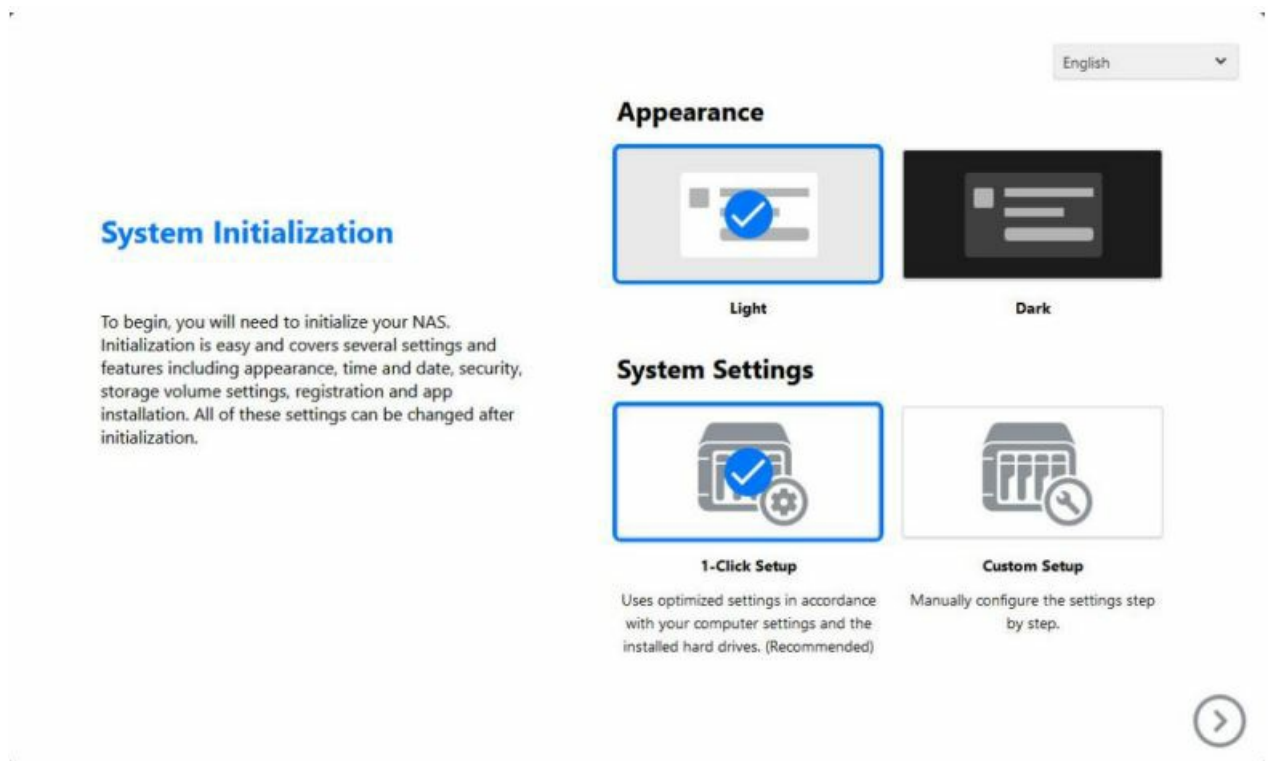 English
Appearance
Light
Dark
System Initialization
To begin, you will need to initialize your NAS.
Initialization is easy and covers several settings and
features including appearance, time and date, security,
storage volume settings, registration and app
installation. All of these settings can be changed after
initialization.
System Settings
1-Click Setup
Uses optimized settings in accordance
with your computer settings and the
installed hard drives. (Recommended)
Custom Setup
Manually configure the settings step
by step.